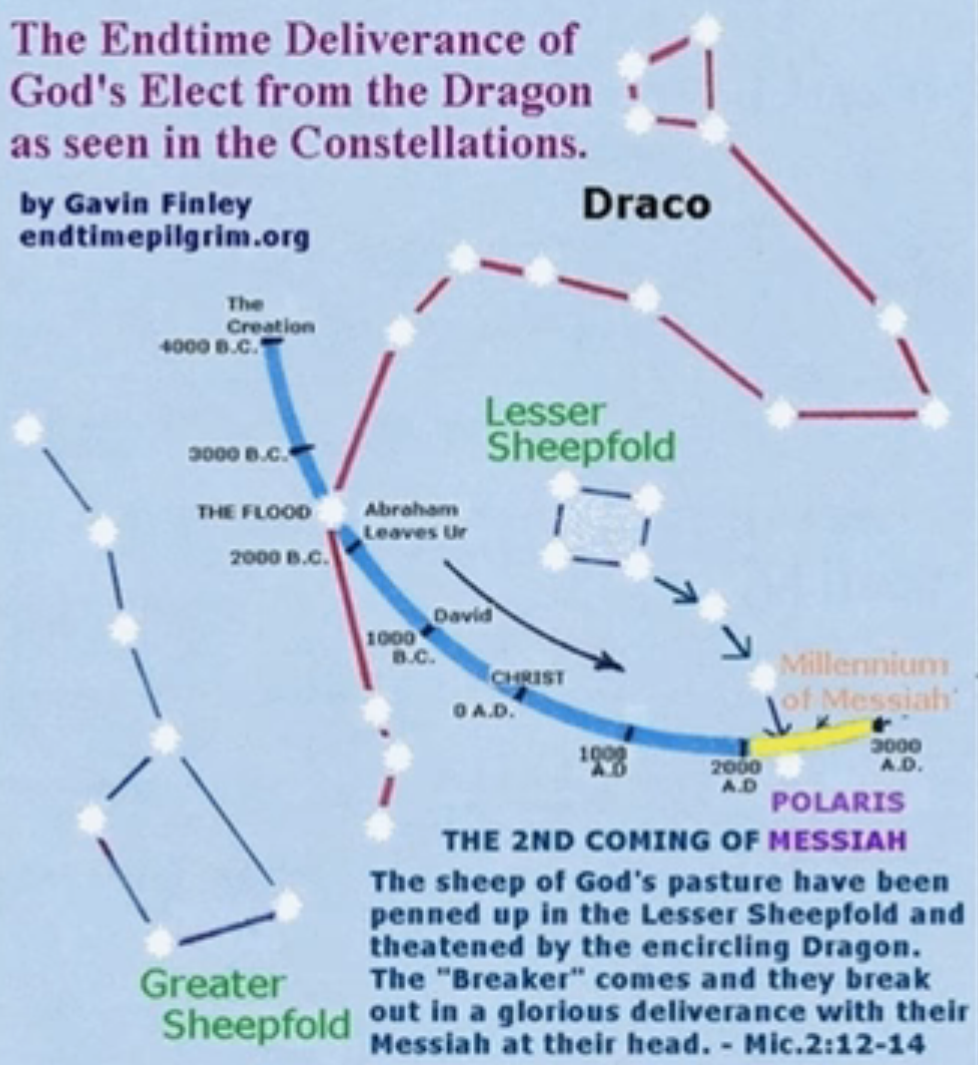 The Endtime Deliverance of
God's Elect from the Dragon
as seen in the Constellations.
by Gavin Finley
endtimepilgrim.org
Draco
The
Creation
4000 B.C.
3000 B.C.
THE FLOOD
Abraham
Leaves Ur
2000 B.C.
Lesser
Sheepfold
David
1000
B.C.
CHRIST
0 A.D.
1000
A.D
2000
A.D
Millennium
of Messiah
3000
A.D.
POLARIS
THE 2ND COMING OF MESSIAH
The sheep of God's pasture have been
penned up in the Lesser Sheepfold and
theatened by the encircling Dragon.
The "Breaker" comes and they break
out in a glorious deliverance with their
Messiah at their head. - Mic.2:12-14
Greater
Sheepfold